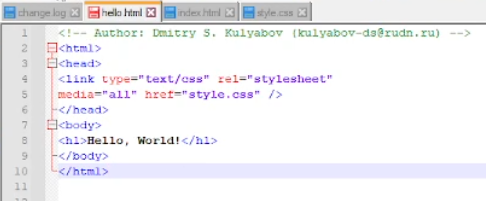 change.log hello.html index.html style.css
1 <!-- Author: Dmitry S. Kulyabov (kulyabov-ds@rudn.ru) -->
2 <html>
3 <head>
4 <link type="text/css" rel="stylesheet"
5 media="all" href="style.css" />
6 </head>
7 <body>
8 <h1>Hello, World!</h1>
9 </body>
10 </html>
11